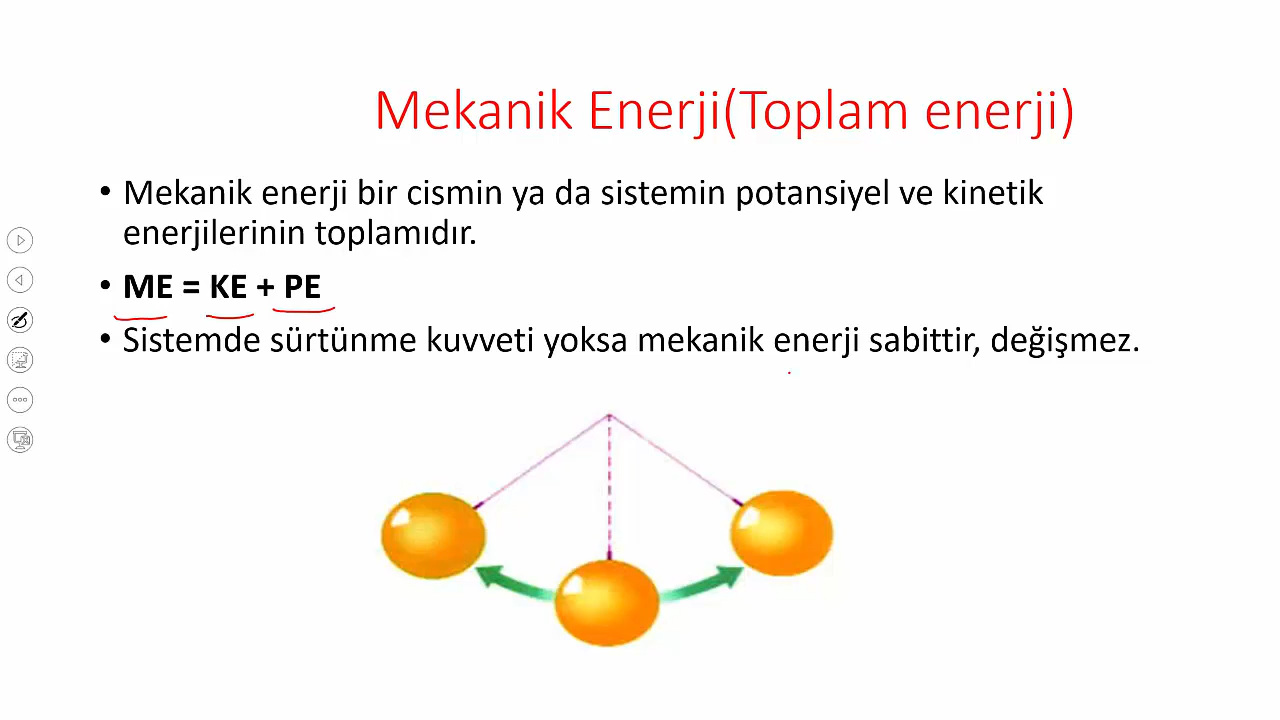 Mekanik Enerji(Toplam enerji)
• Mekanik enerji bir cismin ya da sistemin potansiyel ve kinetik
enerjilerinin toplamıdır.
• ME = KE + PE
• Sistemde sürtünme kuvveti yoksa mekanik enerji sabittir, değişmez.